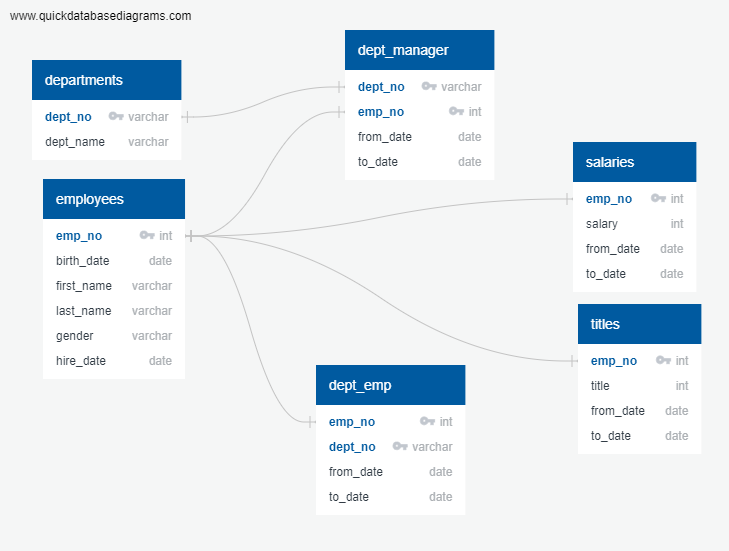 www.quickdatabasediagrams.com
departments
dept_no varchar
dept_name varchar
dept_manager
dept_no varchar
emp_no int
from_date date
to_date date
employees
emp_no int
birth_date date
first_name varchar
last_name varchar
gender varchar
hire_date date
salaries
emp_no int
salary int
from_date date
to_date date
titles
emp_no int
title int
from_date date
to_date date
dept_emp
emp_no int
dept_no varchar
from_date date
to_date date